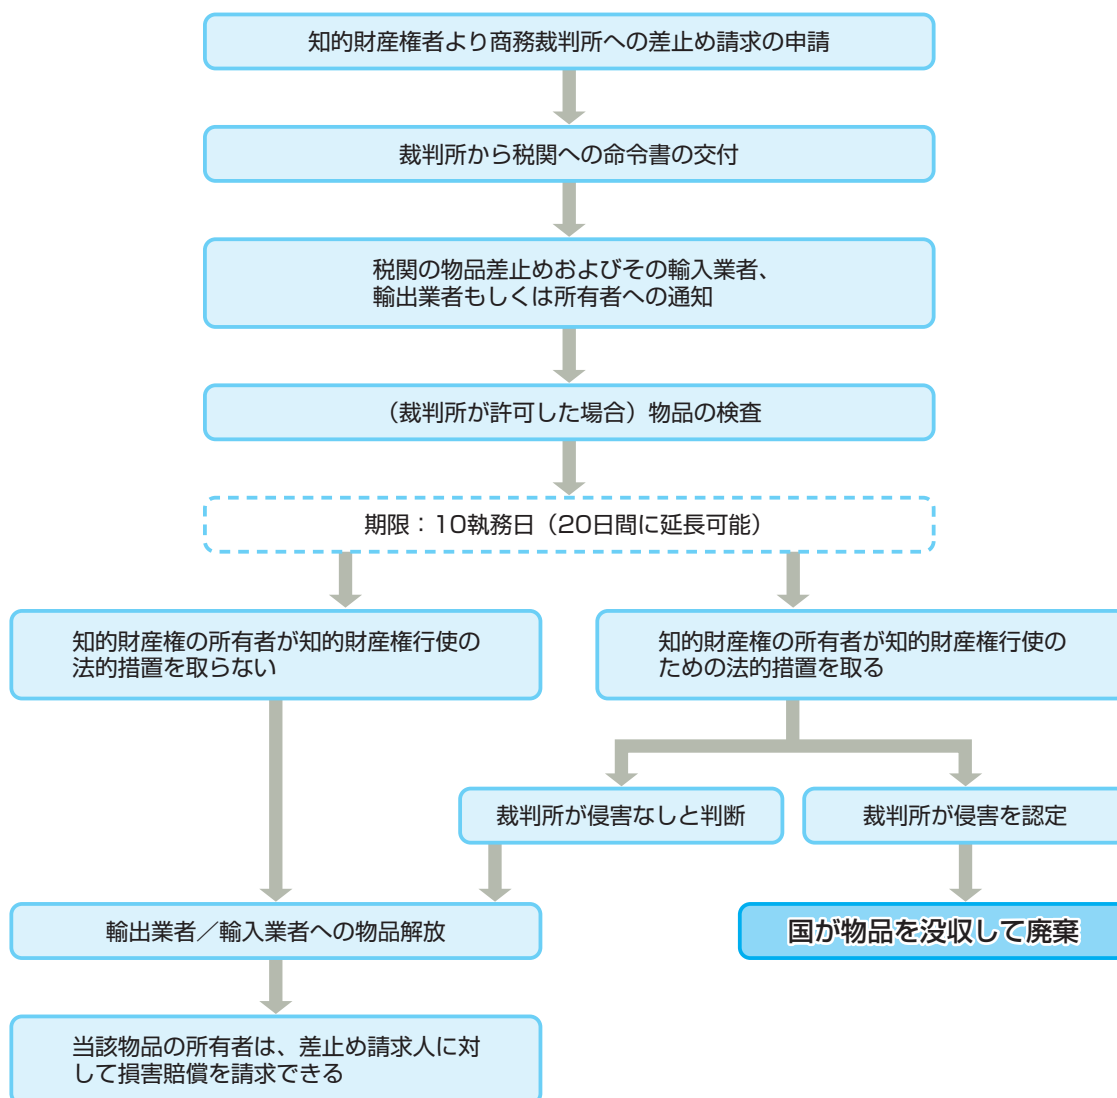 知的財産権者より商務裁判所への差止め請求の申請
裁判所から税関への命令書の交付
税関の物品差止めおよびその輸入業者、
輸出業者もしくは所有者への通知
（裁判所が許可した場合）物品の検査
期限：10執務日（20日間に延長可能）
知的財産権の所有者が知的財産権行使の
法的措置を取らない
知的財産権の所有者が知的財産権行使の
ための法的措置を取る
裁判所が侵害なしと判断
裁判所が侵害を認定
輸出業者／輸入業者への物品解放
国が物品を没収して廃棄
当該物品の所有者は、差止め請求人に対
して損害賠償を請求できる